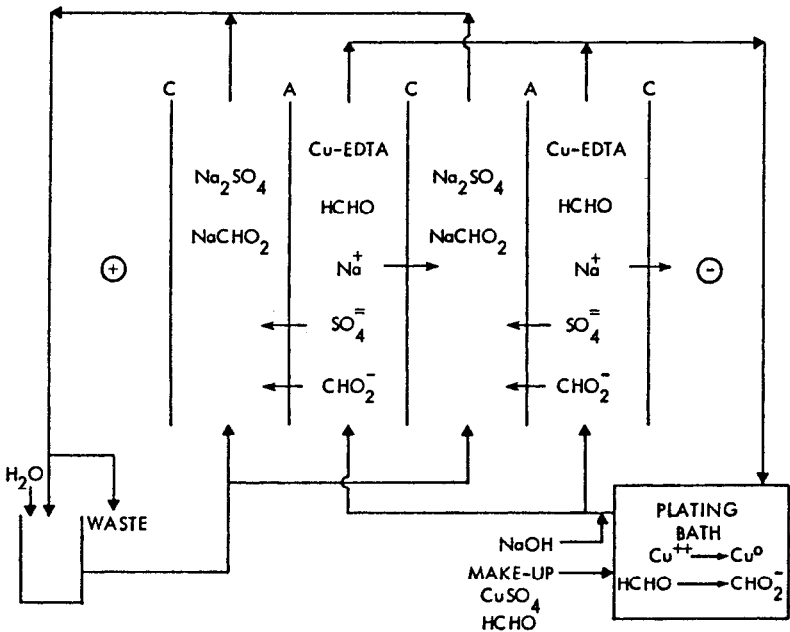 C A C A C
Cu-EDTA Cu-EDTA
Na2SO4 Na2SO4
HCHO HCHO
NaCHO2 NaCHO2
+ Na+ Na+ -
SO4= SO4=
CHO2- CHO2-
H2O
WASTE
PLATING
BATH
NaOH
Cu++ Cuo
MAKE-UP
HCHO CHO2-
CuSO4
HCHO